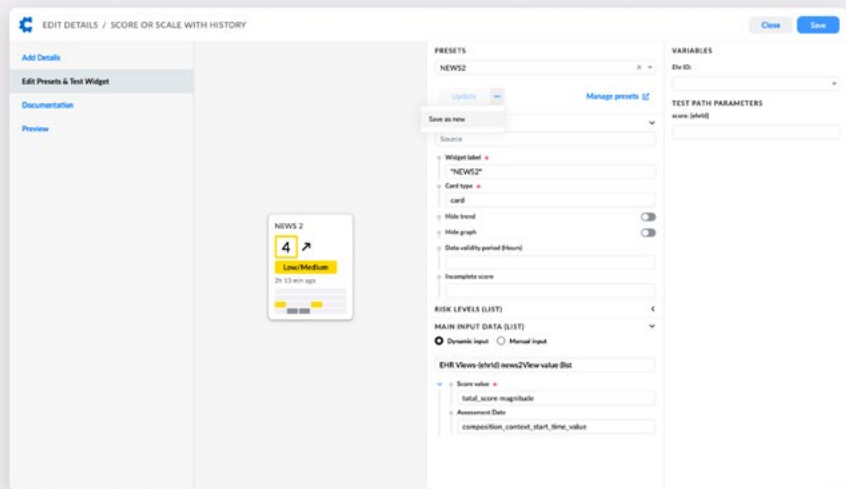 EDIT DETAILS / SCORE OR SCALE WITH HISTORY
Close
Save
Add Details
Edit Presets & Test Widget
Documentation
Preview
NEWS 2
4
Low/Medium
2h 13 min ago
PRESETS
NEWS2
Update
Manage presets
Save as new
Source
Widget label *
"NEWS2"
Card type *
card
Hide trend
Hide graph
Data validity period (Hours)
Incomplete score
RISK LEVELS (LIST)
MAIN INPUT DATA (LIST)
Dynamic input
Manual input
EHR Views-{ehrId} news2View value (list
Score value *
total_score magnitude
Assessment Date
composition_context_start_time_value
VARIABLES
Ehr ID:
TEST PATH PARAMETERS
score: {ehrId}